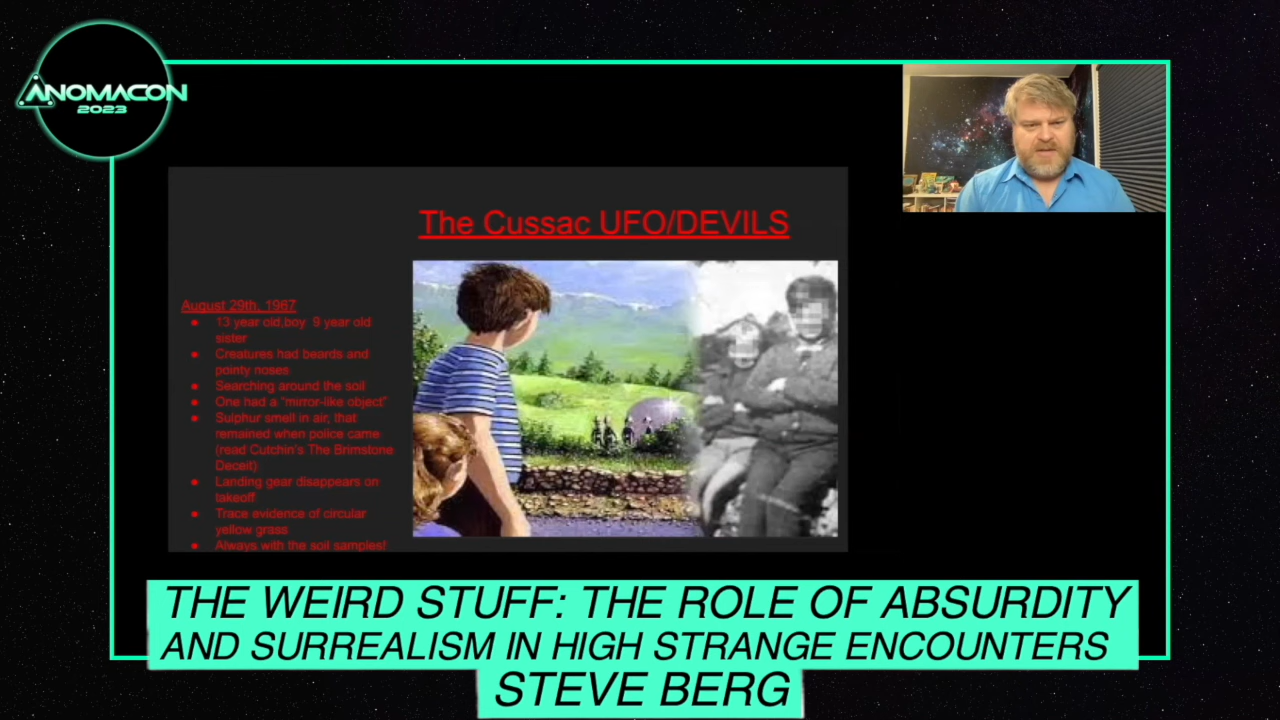 ANOMACON
2023
The Cussac UFO/DEVILS
August 29th, 1967
● 13 year old,boy 9 year old
sister
● Creatures had beards and
pointy noses
● Searching around the soil
● One had a “mirror-like object”
● Sulphur smell in air, that
remained when police came
(read Cutchin's The Brimstone
Deceit)
● Landing gear disappears on
takeoff
● Trace evidence of circular
yellow grass
● Always with the soil samples!
THE WEIRD STUFF: THE ROLE OF ABSURDITY
AND SURREALISM IN HIGH STRANGE ENCOUNTERS
STEVE BERG